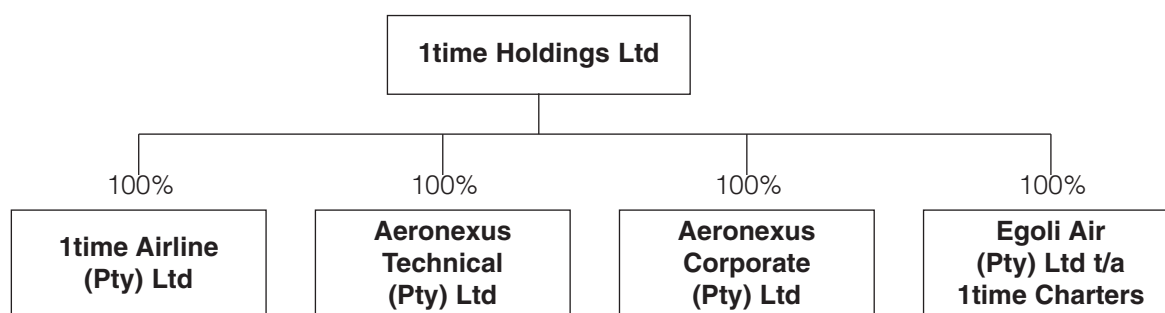 1time Holdings Ltd
100%
100%
100%
100%
1time Airline
(Pty) Ltd
Aeronexus
Technical
(Pty) Ltd
Aeronexus
Corporate
(Pty) Ltd
Egoli Air
(Pty) Ltd t/a
1time Charters